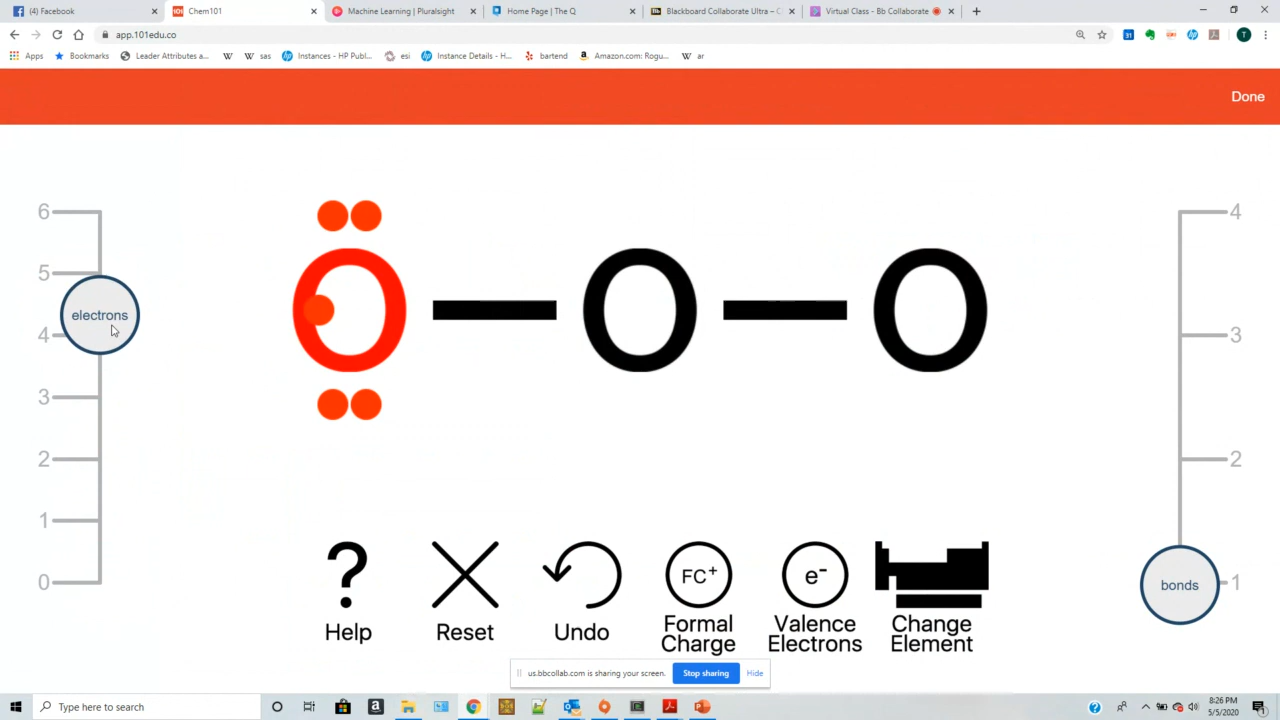 (4) Facebook
Chem101
Machine Learning | Pluralsight
Home Page | The Q
Blackboard Collaborate Ultra – C
Virtual Class - Bb Collaborate
app.101edu.co
T
Apps
Bookmarks
Leader Attributes a...
W
W sas
Instances - HP Publ...
esi
Instance Details - H...
bartend
Amazon.com: Rogu...
W ar
Done
6
5
electrons
4
3
2
1
0
O
O
O
4
3
2
bonds
1
?
Help
Reset
Undo
FC+
Formal
Charge
e-
Valence
Electrons
Change
Element
us.bbcollab.com is sharing your screen.
Stop sharing
Hide
Type here to search
8:26 PM
5/5/2020